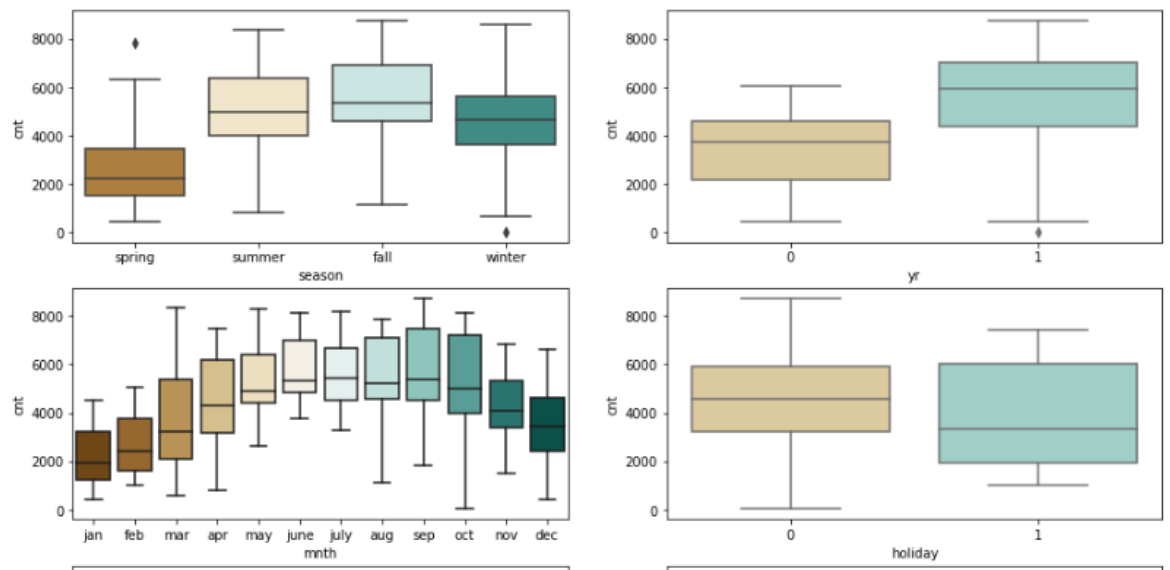 8000
6000
4000
2000
0
cnt
spring summer fall winter
season
8000
6000
4000
2000
0
cnt
0 1
yr
8000
6000
4000
2000
0
cnt
jan feb mar apr may june july aug sep oct nov dec
mnth
8000
6000
4000
2000
0
cnt
0 1
holiday